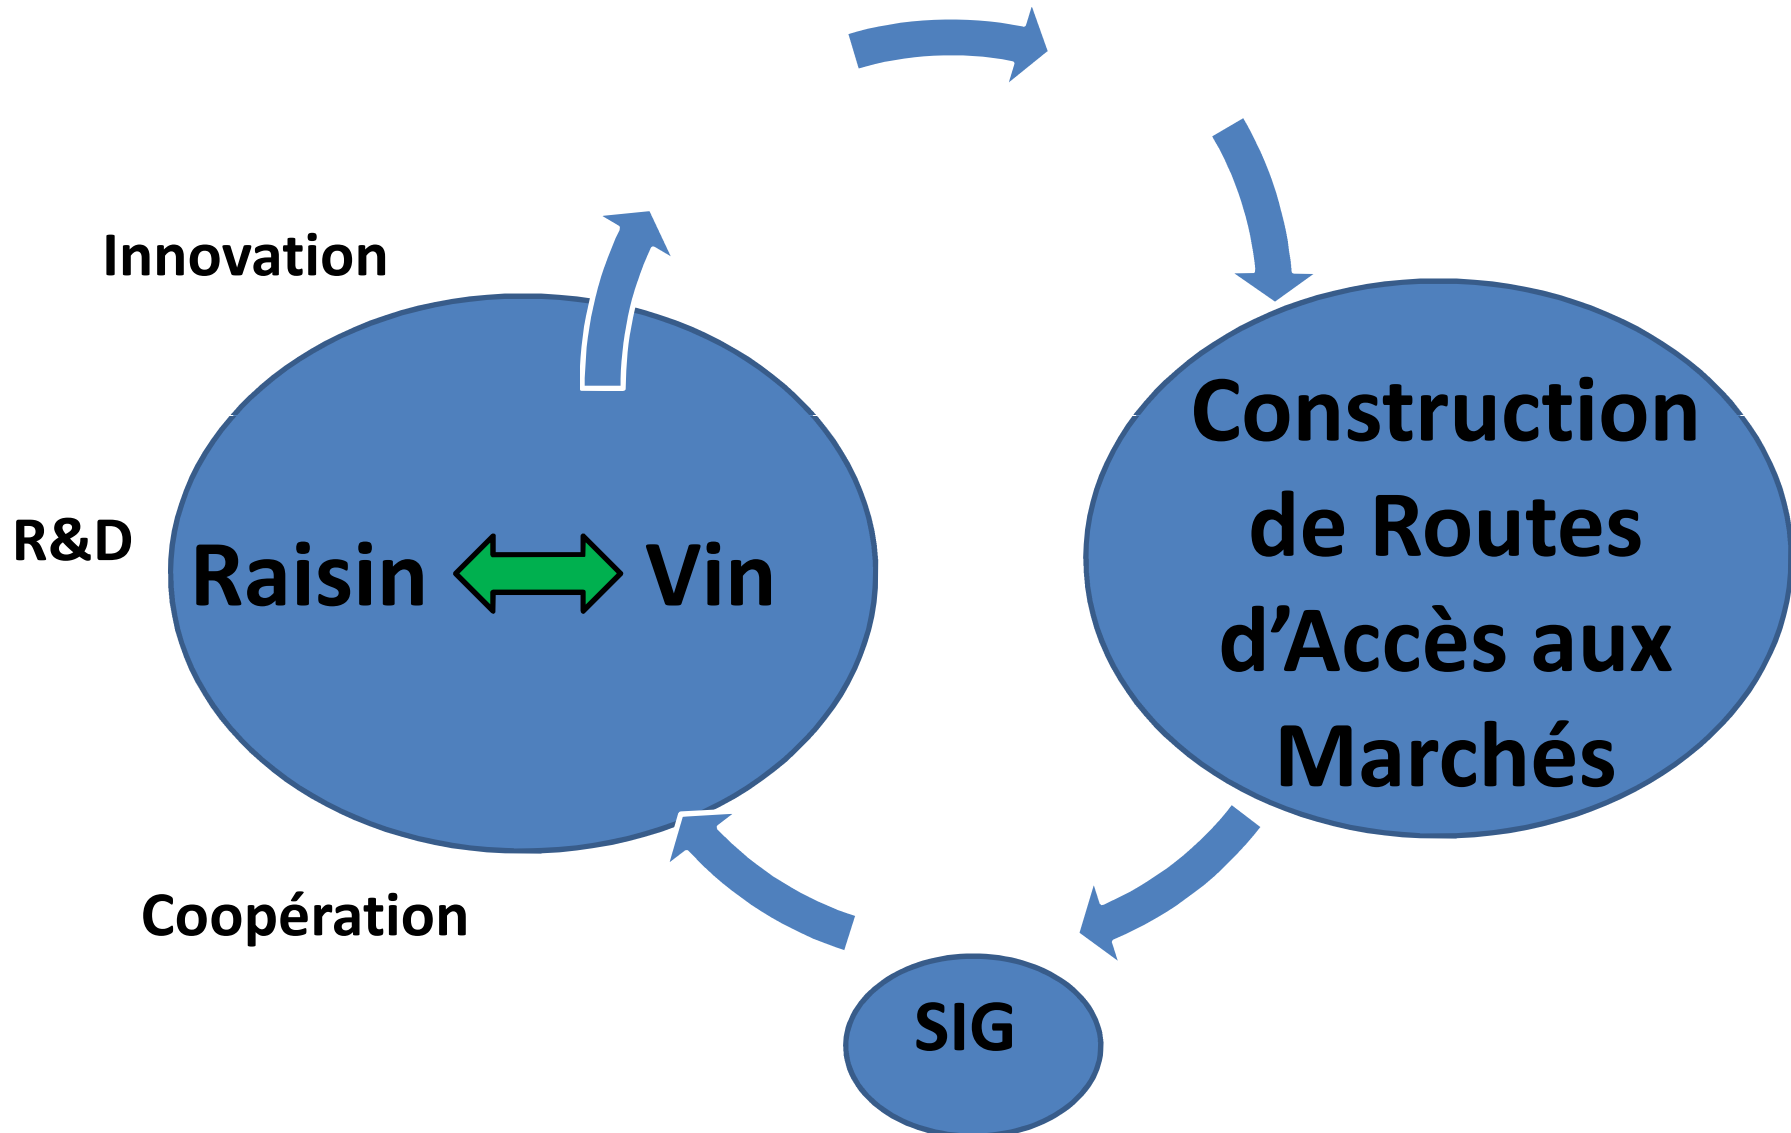 Innovation
R&D
Raisin Vin
Coopération
Construction
de Routes
d’Accès aux
Marchés
SIG